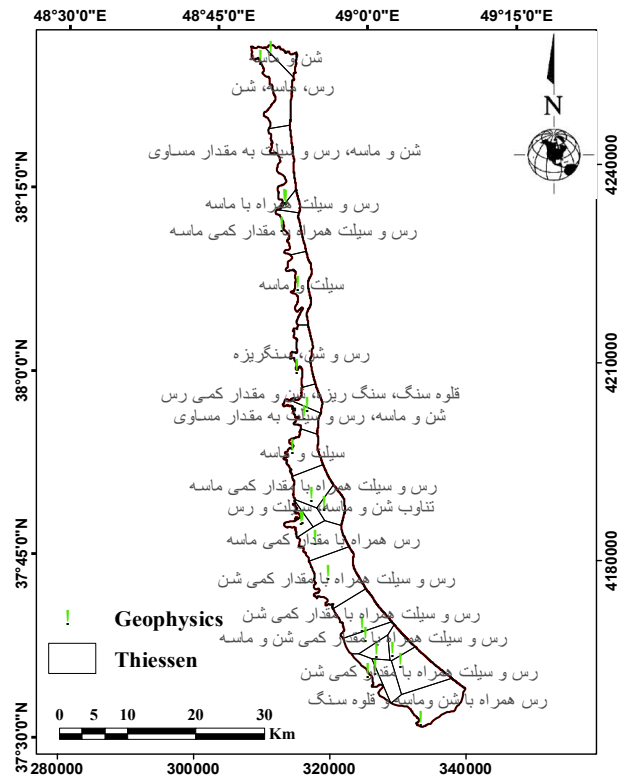 48°30'0"E 48°45'0"E 49°0'0"E 49°15'0"E
شن و ماسه
رس، ماسه، شن
N
شن و ماسه، رس و سیلت به مقدار مساوی
4240000
38°15'0"N
رس و سیلت همراه با ماسه
رس و سیلت همراه با مقدار کمی ماسه
سیلت و ماسه
رس و شن، سنگریزه
38°0'0"N
4210000
قلوه سنگ، سنگ ریزه، شن و مقدار کمی رس
شن و ماسه، رس و سیلت به مقدار مساوی
سیلت و ماسه
رس و سیلت همراه با مقدار کمی ماسه
تناوب شن و ماسه، سیلت و رس
رس همراه با مقدار کمی ماسه
37°45'0"N
4180000
رس و سیلت همراه با مقدار کمی شن
رس و سیلت همراه با مقدار کمی شن
Geophysics
رس و سیلت همراه با مقدار کمی شن و ماسه
Thiessen
رس و سیلت همراه با مقدار کمی شن
رس همراه با شن وماسه و قلوه سنگ
0 5 10 20 30
Km
37°30'0"N
280000 300000 320000 340000